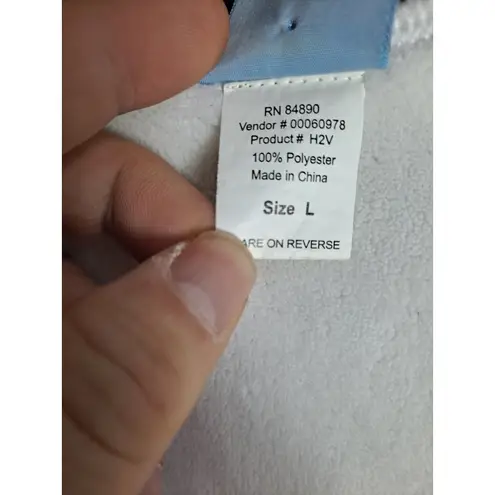 RN 84890
Vendor # 00060978
Product # H2V
100% Polyester
Made in China
Size L
ARE ON REVERSE